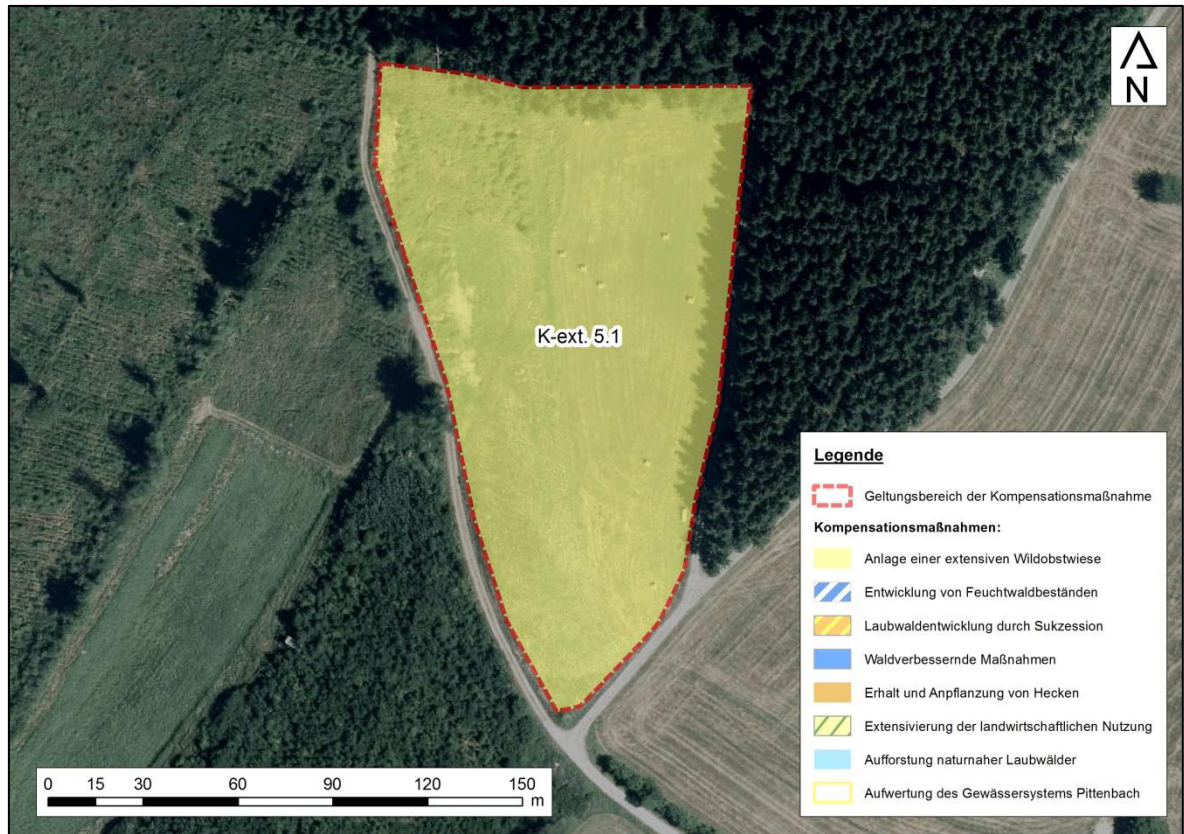 N
K-ext. 5.1
Legende
Geltungsbereich der Kompensationsmaßnahme
Kompensationsmaßnahmen:
Anlage einer extensiven Wildobstwiese
Entwicklung von Feuchtwaldbeständen
Laubwaldentwicklung durch Sukzession
Waldverbessernde Maßnahmen
Erhalt und Anpflanzung von Hecken
Extensivierung der landwirtschaftlichen Nutzung
Aufforstung naturnaher Laubwälder
Aufwertung des Gewässersystems Pittenbach
0 15 30 60 90 120 150
m